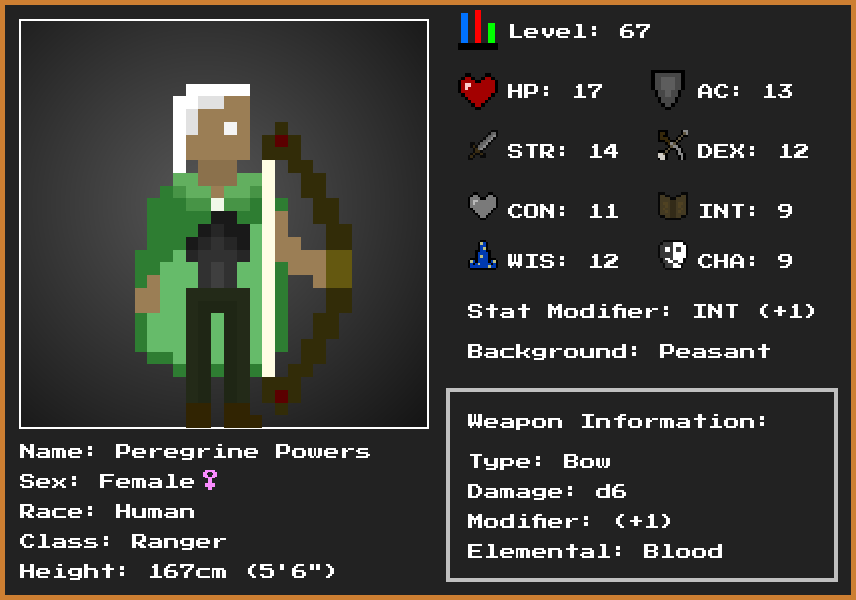 Level: 67
HP: 17
AC: 13
STR: 14
DEX: 12
CON: 11
INT: 9
WIS: 12
CHA: 9
Stat Modifier: INT (+1)
Background: Peasant
Weapon Information:
Type: Bow
Damage: d6
Modifier: (+1)
Elemental: Blood
Name: Peregrine Powers
Sex: Female♀
Race: Human
Class: Ranger
Height: 167cm (5'6")